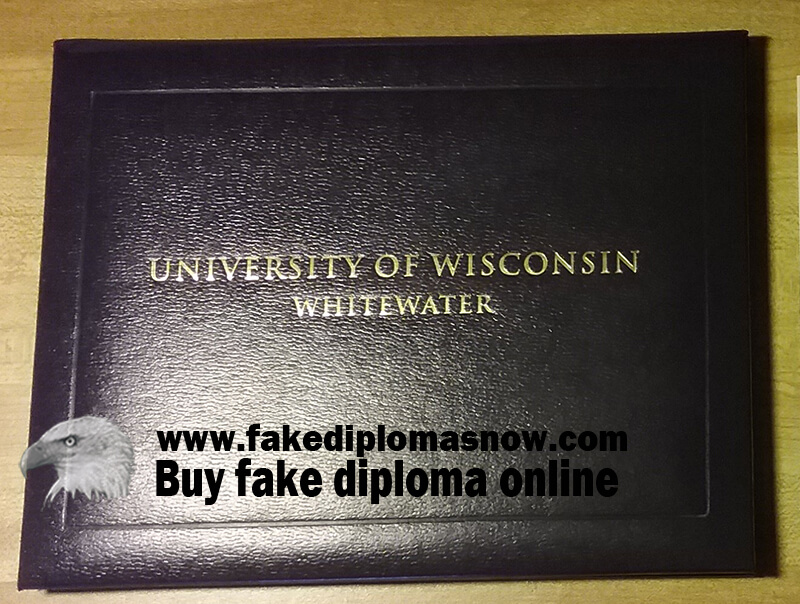 UNIVERSITY OF WISCONSIN
WHITEWATER
www.fakediplomasnow.com
Buy fake diploma online